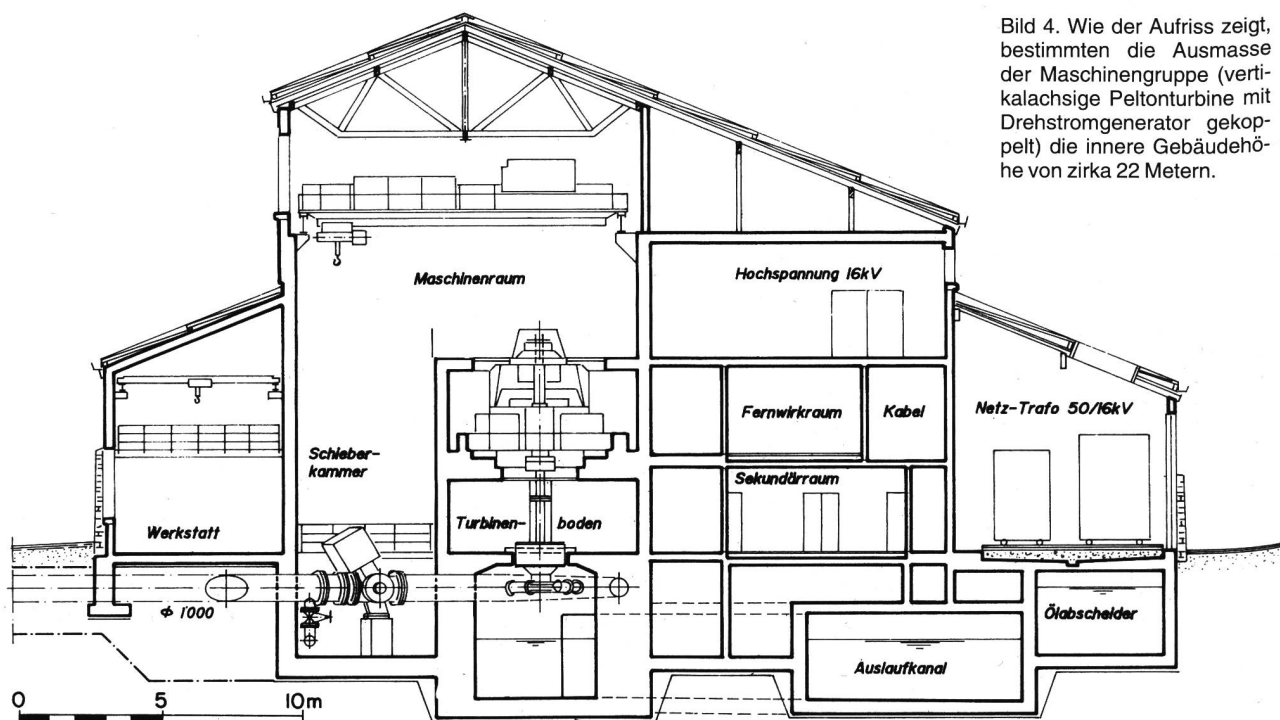 Bild 4. Wie der Aufriss zeigt,
bestimmten die Ausmasse
der Maschinengruppe (verti-
kalachsige Peltonturbine mit
Drehstromgenerator gekop-
pelt) die innere Gebäudehö-
he von zirka 22 Metern.
Maschinenraum
Hochspannung 16kV
Fernwirkraum
Kabel
Netz-Trafo 50/16kV
Schieber-
kammer
Sekundärraum
Werkstatt
Turbinen- boden
ϕ 1'000
Ölabscheider
Auslaufkanal
0 5 10m